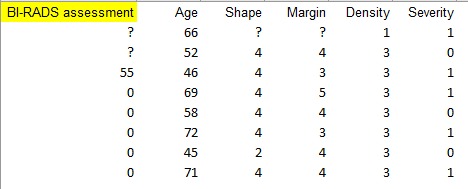 BI-RADS assessment Age Shape Margin Density Severity
? 66 ? ? 1 1
? 52 4 4 3 0
55 46 4 3 3 1
0 69 4 5 3 1
0 58 4 4 3 0
0 72 4 3 3 1
0 45 2 4 3 0
0 71 4 4 3 1